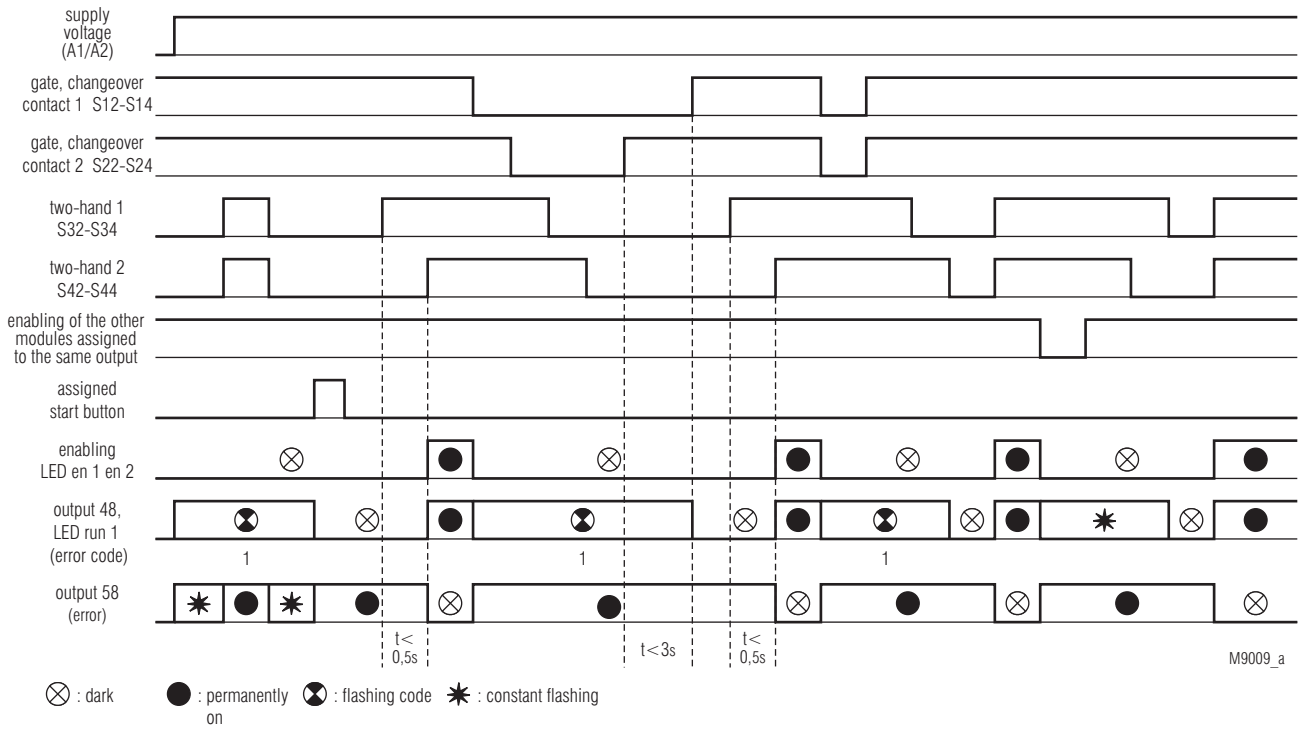 supply
voltage
(A1/A2)
gate, changeover
contact 1 S12-S14
gate, changeover
contact 2 S22-S24
two-hand 1
S32-S34
two-hand 2
S42-S44
enabling of the other
modules assigned
to the same output
assigned
start button
enabling
LED en 1 en 2
output 48,
LED run 1
(error code)
1
1
1
output 58
(error)
t<
0,5s
t<3s
t<
0,5s
M9009_a
: dark
: permanently
on
: flashing code
: constant flashing